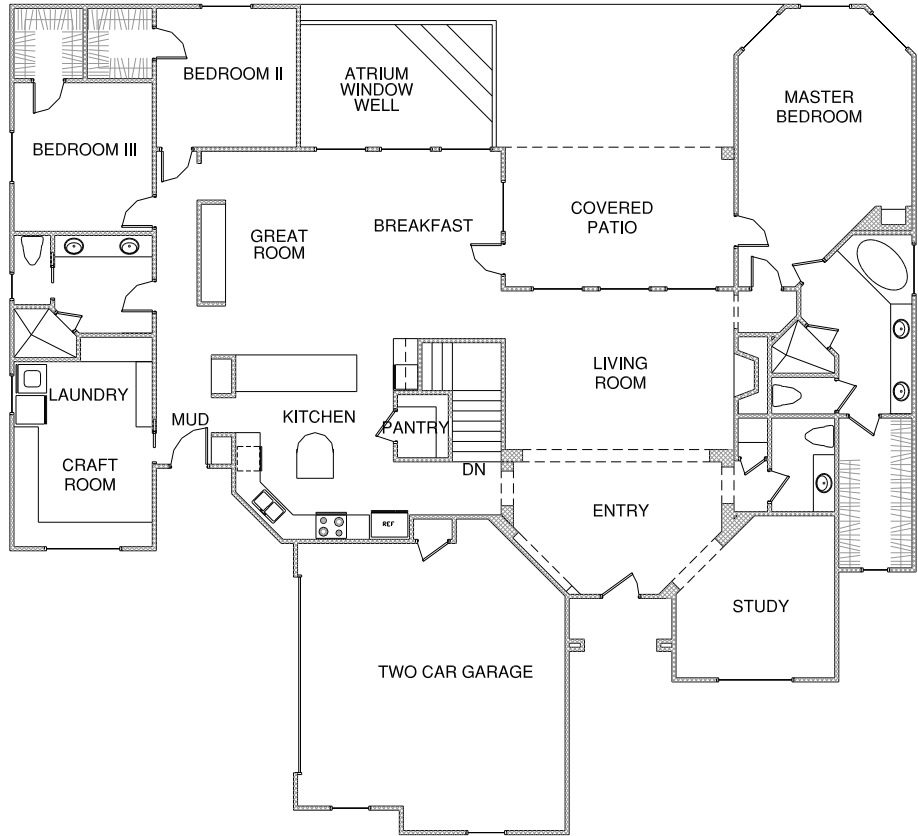 BEDROOM II
ATRIUM
WINDOW
WELL
MASTER
BEDROOM
BEDROOM III
COVERED
PATIO
BREAKFAST
GREAT
ROOM
LIVING
ROOM
LAUNDRY
MUD
KITCHEN
PANTRY
CRAFT
ROOM
DN
ENTRY
REF
STUDY
TWO CAR GARAGE